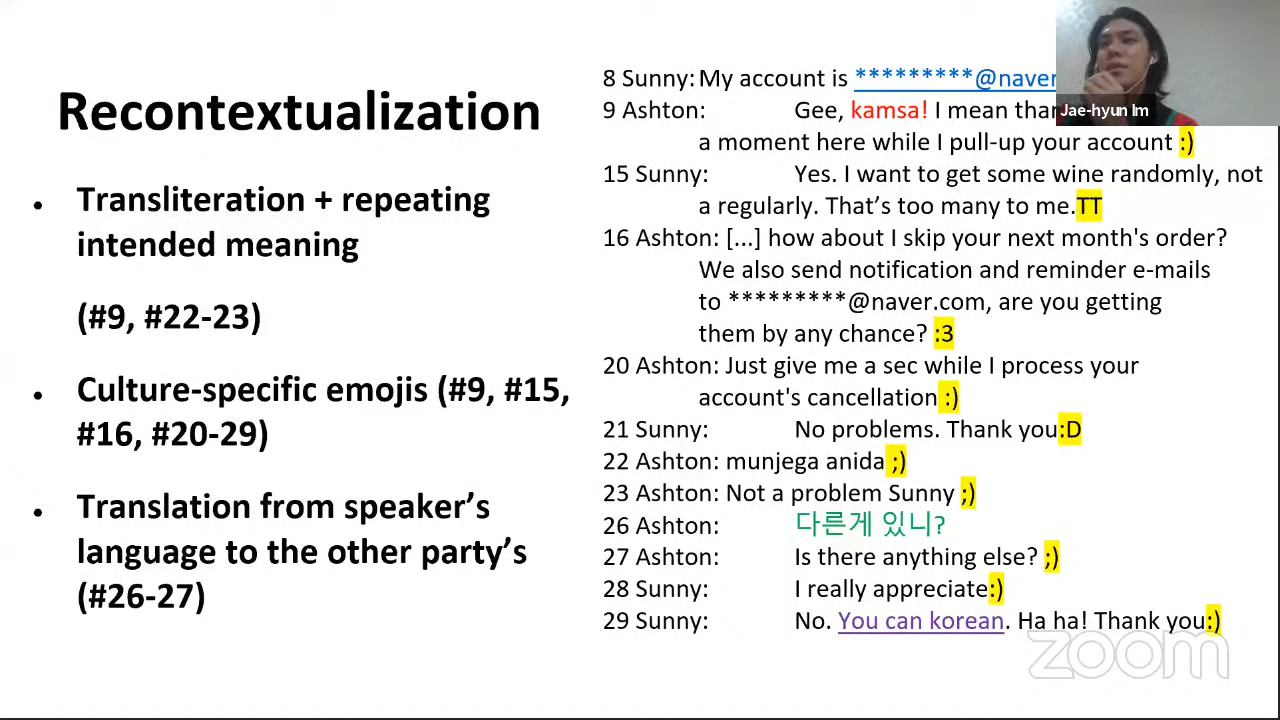 Recontextualization
• Transliteration + repeating
intended meaning
(#9, #22-23)
• Culture-specific emojis (#9, #15,
#16, #20-29)
• Translation from speaker’s
language to the other party’s
(#26-27)
8 Sunny: My account is *********@naver
9 Ashton: Gee, kamsa! I mean
a moment here while I pull-up your account :)
15 Sunny: Yes. I want to get some wine randomly, not
a regularly. That’s too many to me.TT
16 Ashton: [...] how about I skip your next month's order?
We also send notification and reminder e-mails
to *********@naver.com, are you getting
them by any chance? :3
20 Ashton: Just give me a sec while I process your
account's cancellation :)
21 Sunny: No problems. Thank you:D
22 Ashton: munjega anida ;)
23 Ashton: Not a problem Sunny ;)
26 Ashton: 다른게 있니?
27 Ashton: Is there anything else? ;)
28 Sunny: I really appreciate:)
29 Sunny: No. You can korean. Ha ha! Thank you:)
Jae-hyun Im
zoom